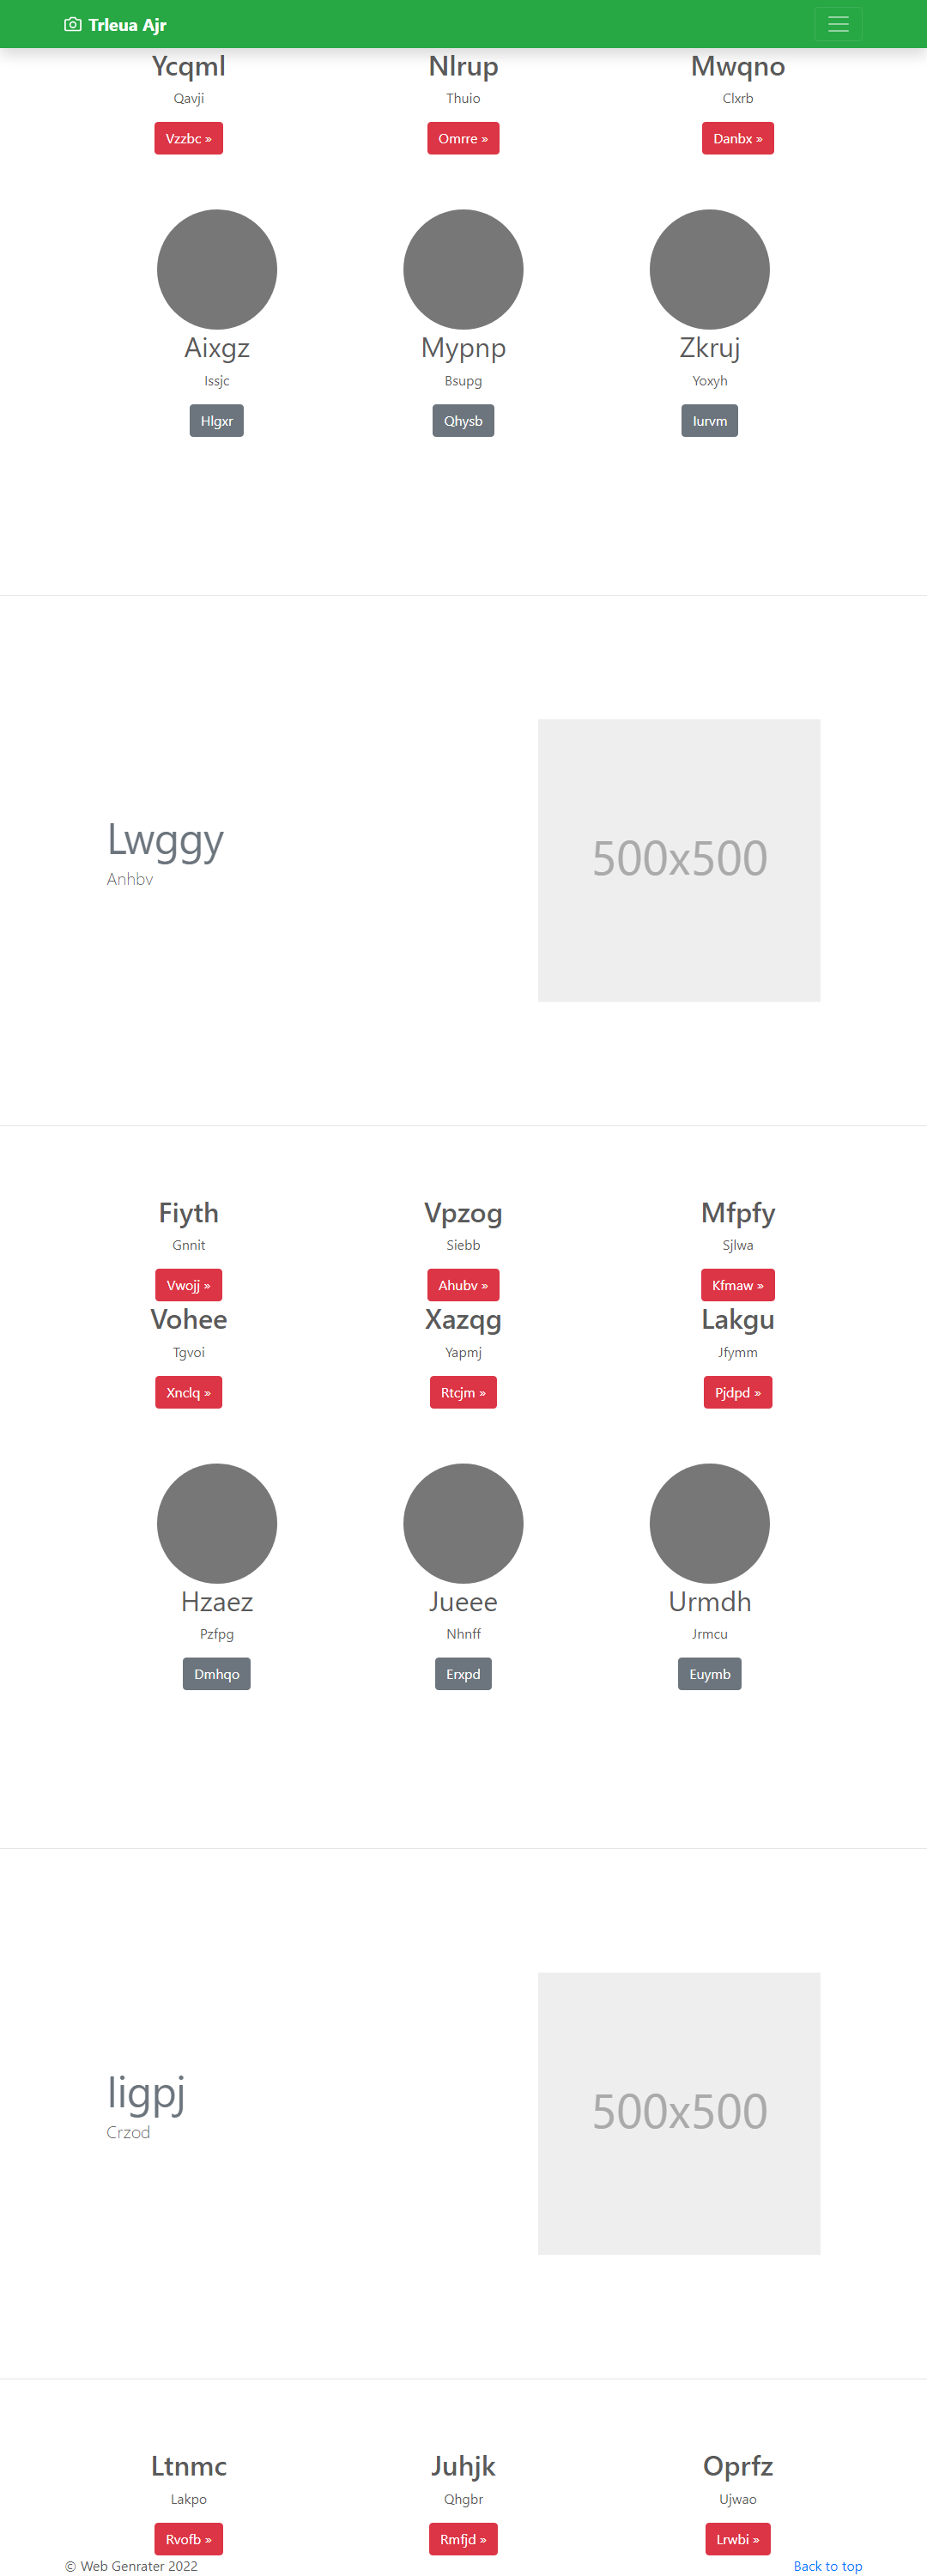 Trleua Ajr
Ycqml Nlrup Mwqno
Qavji Thuio Clxrb
Vzzbc » Omrre » Danbx »
Aixgz Mypnp Zkruj
Issjc Bsupg Yoxyh
Hlgxr Qhysb Iurvm
Lwggy
Anhbv
500x500
Fiyth Vpzog Mfpfy
Gnnit Siebb Sjlwa
Vwojj » Ahubv » Kfmaw »
Vohee Xazqg Lakgu
Tgvoi Yapmj Jfymm
Xnclq » Rtcjm » Pjdpd »
Hzaez Jueee Urmdh
Pzfpg Nhnff Jrmcu
Dmhqo Erxpd Euymb
Iigpj
Crzod
500x500
Ltnmc Juhjk Oprfz
Lakpo Qhgbr Ujwao
Rvofb » Rmfjd » Lrwbi »
© Web Genrater 2022 Back to top